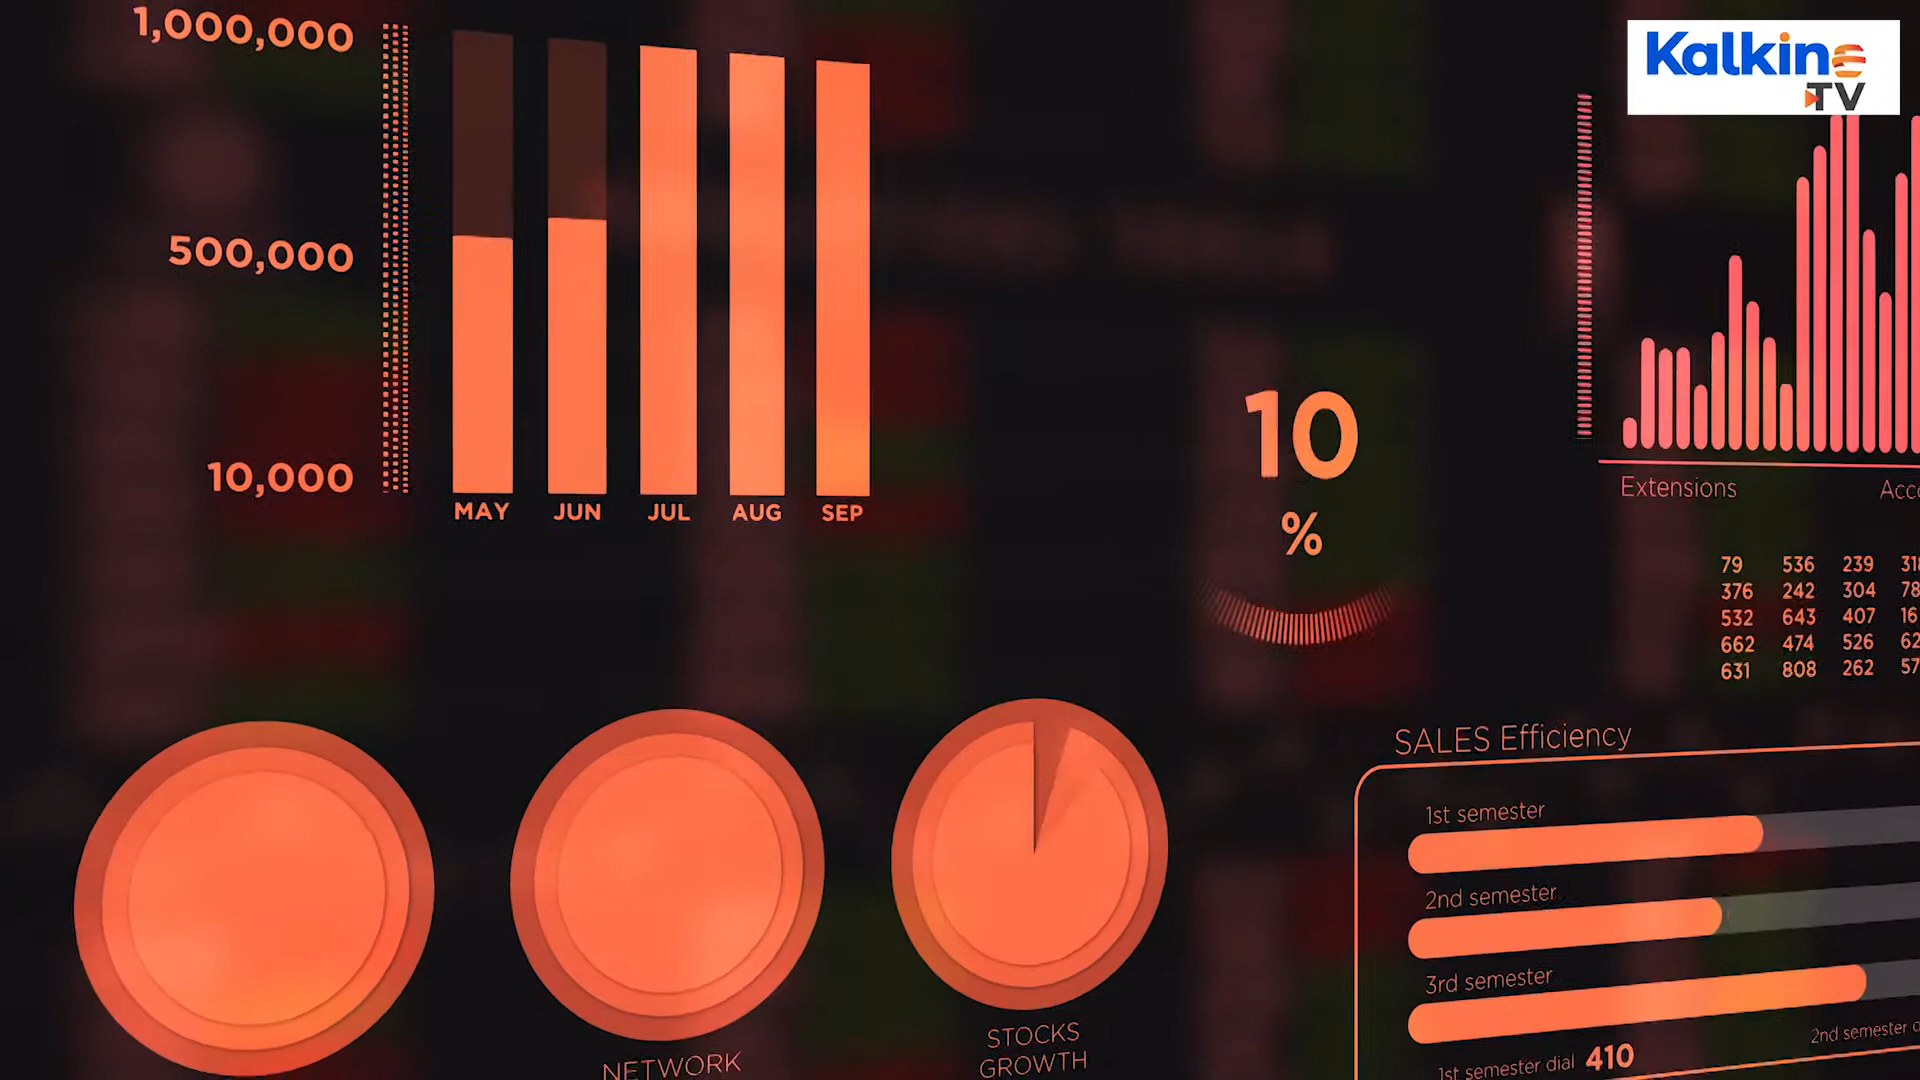 1,000,000
500,000
10,000
MAY JUN JUL AUG SEP
Kalkine
TV
10
%
Extensions
79 536 239
376 242 304
532 643 407
662 474 526
631 808 262
SALES Efficiency
1st semester
2nd semester
3rd semester
2nd semester
1st semester dial 410
NETWORK
STOCKS
GROWTH